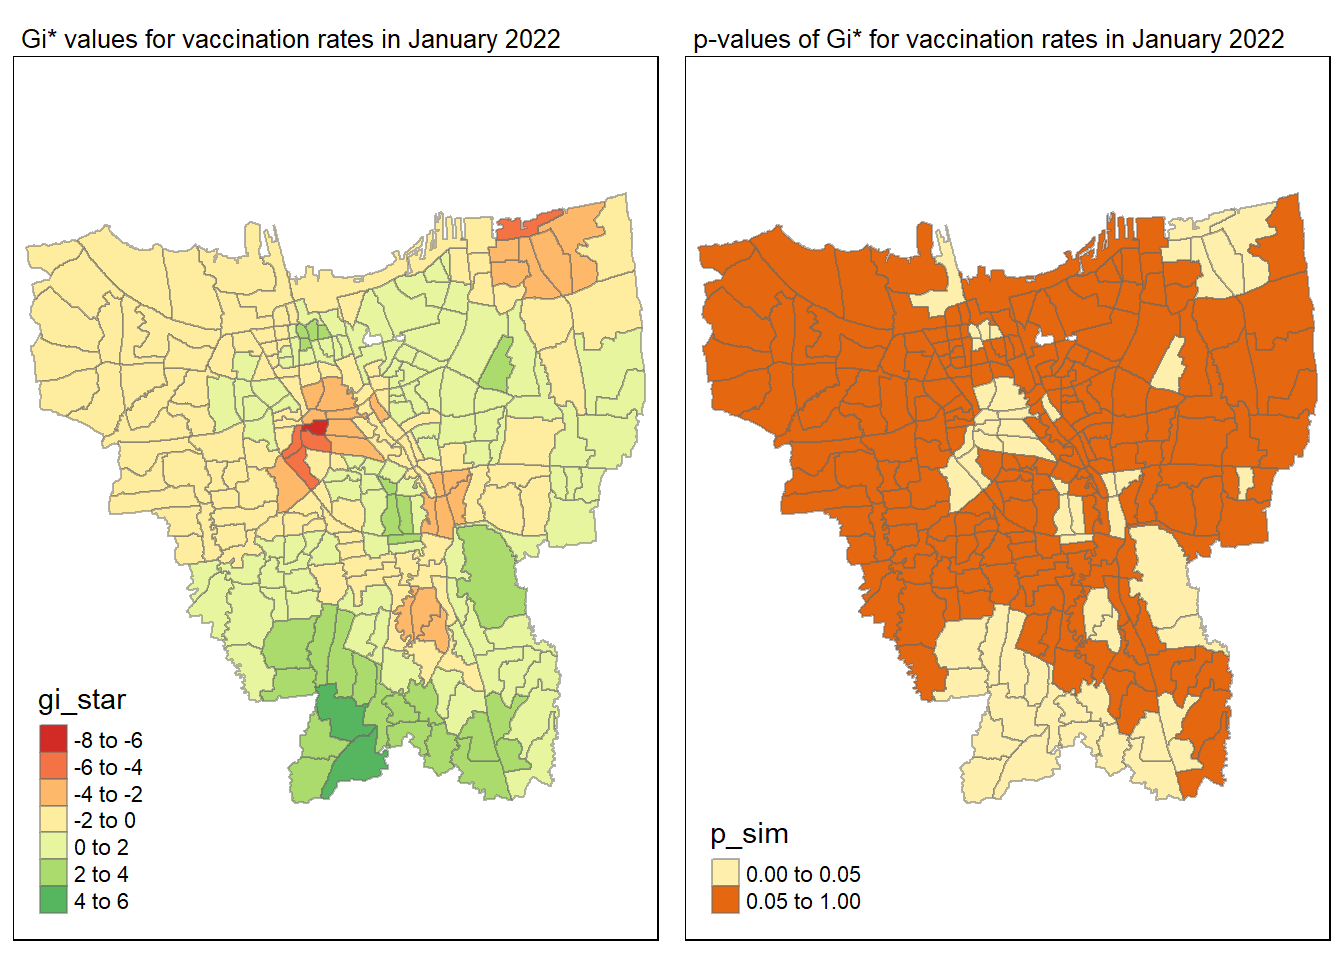 Gi* values for vaccination rates in January 2022
p-values of Gi* for vaccination rates in January 2022
gi_star
-8 to -6
-6 to -4
-4 to -2
-2 to 0
0 to 2
2 to 4
4 to 6
p_sim
0.00 to 0.05
0.05 to 1.00